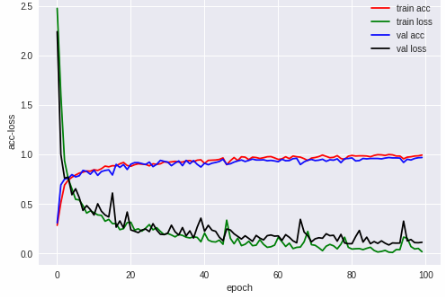 2.5
2.0
1.5
1.0
0.5
0.0
acc-loss
0 20 40 60 80 100
epoch
train acc
train loss
val acc
val loss